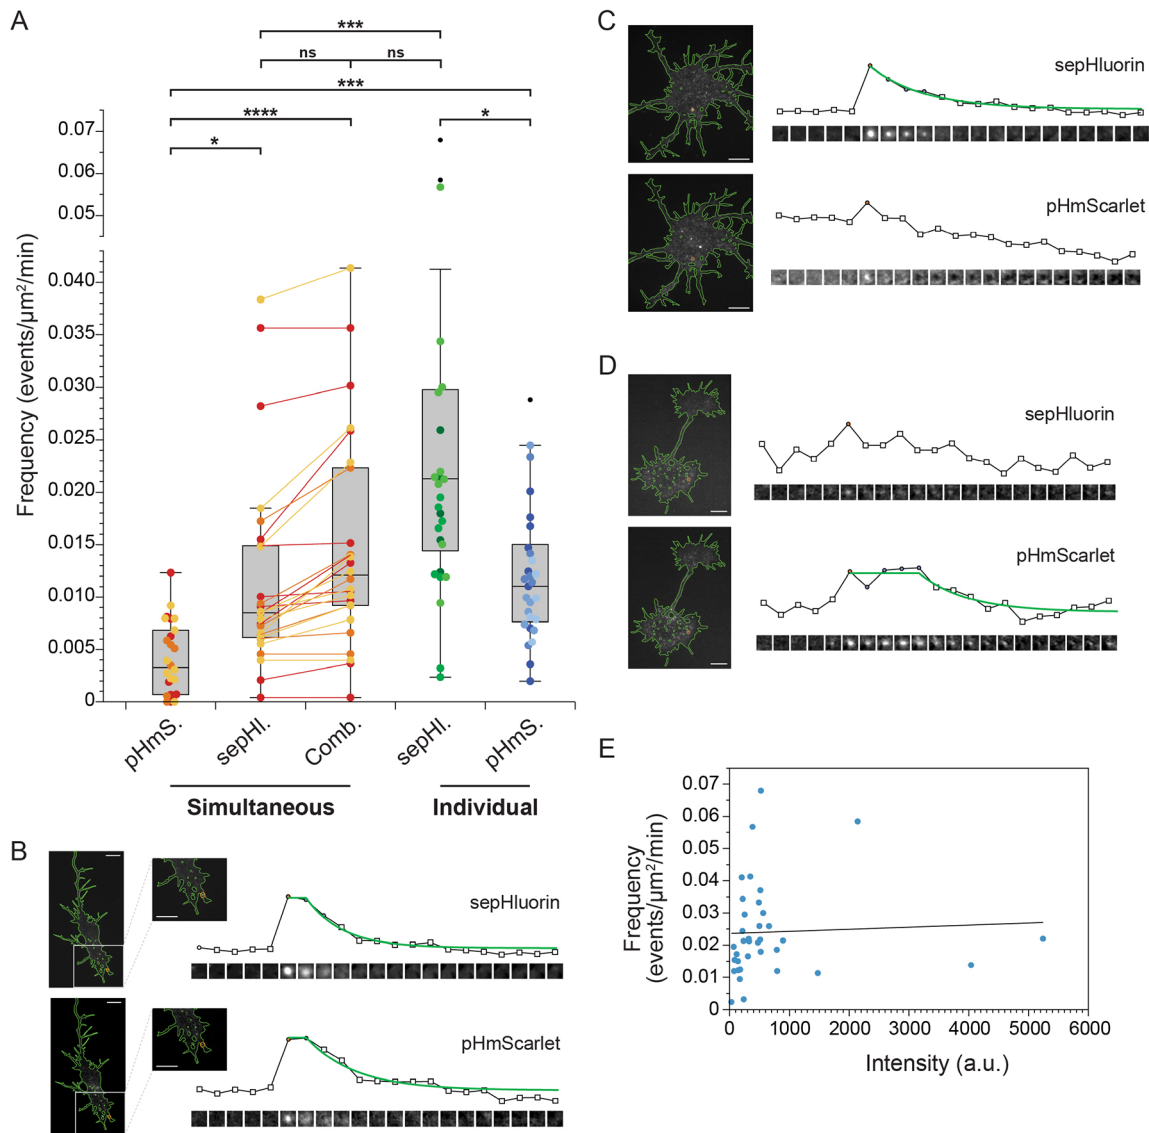 A
***
ns
ns
***
****
*
*
0.07
0.06
0.05
0.040
0.035
0.030
0.025
0.020
0.015
0.010
0.005
0
Frequency (events/µm²/min)
pHmS.
sepHl.
Comb.
sepHl.
pHmS.
Simultaneous
Individual
B
sepHluorin
pHmScarlet
C
sepHluorin
pHmScarlet
D
sepHluorin
pHmScarlet
E
0.07
0.06
0.05
0.04
0.03
0.02
0.01
0
Frequency
(events/µm²/min)
0
1000
2000
3000
4000
5000
6000
Intensity (a.u.)